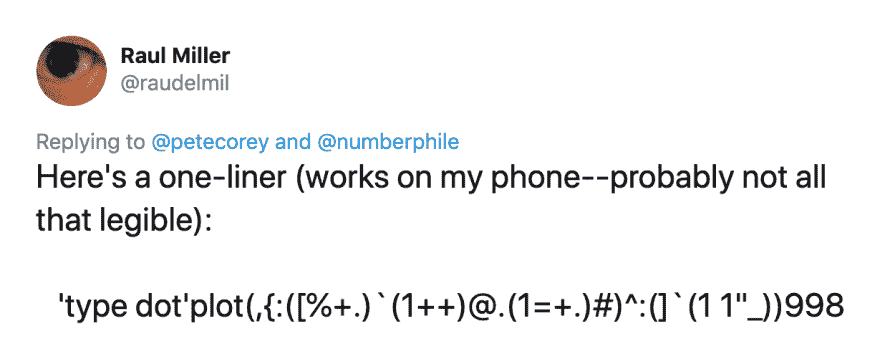 Raul Miller
@raudelmil
Replying to @petecorey and @numberphile
Here's a one-liner (works on my phone--probably not all
that legible):
'type dot'plot(,{:([%+.)`(1++)@.(1=+.)#)^:(]`(1 1"_))998